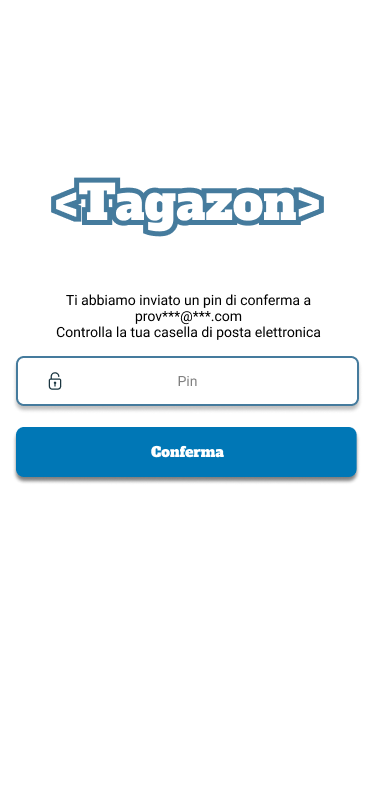 <Tagazon>
Ti abbiamo inviato un pin di conferma a
prov***@***.com
Controlla la tua casella di posta elettronica
Pin
Conferma